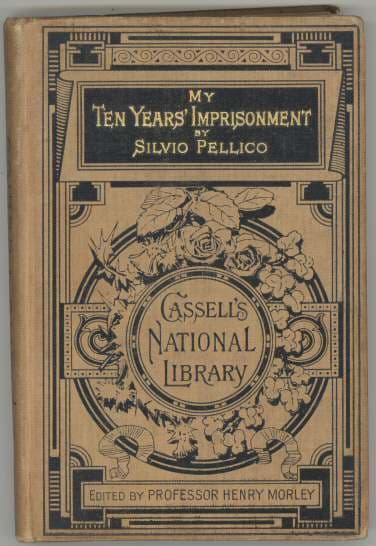 My
Ten Years' Imprisonment
by
Silvio Pellico
Cassell's
National
Library
Edited by Professor Henry Morley